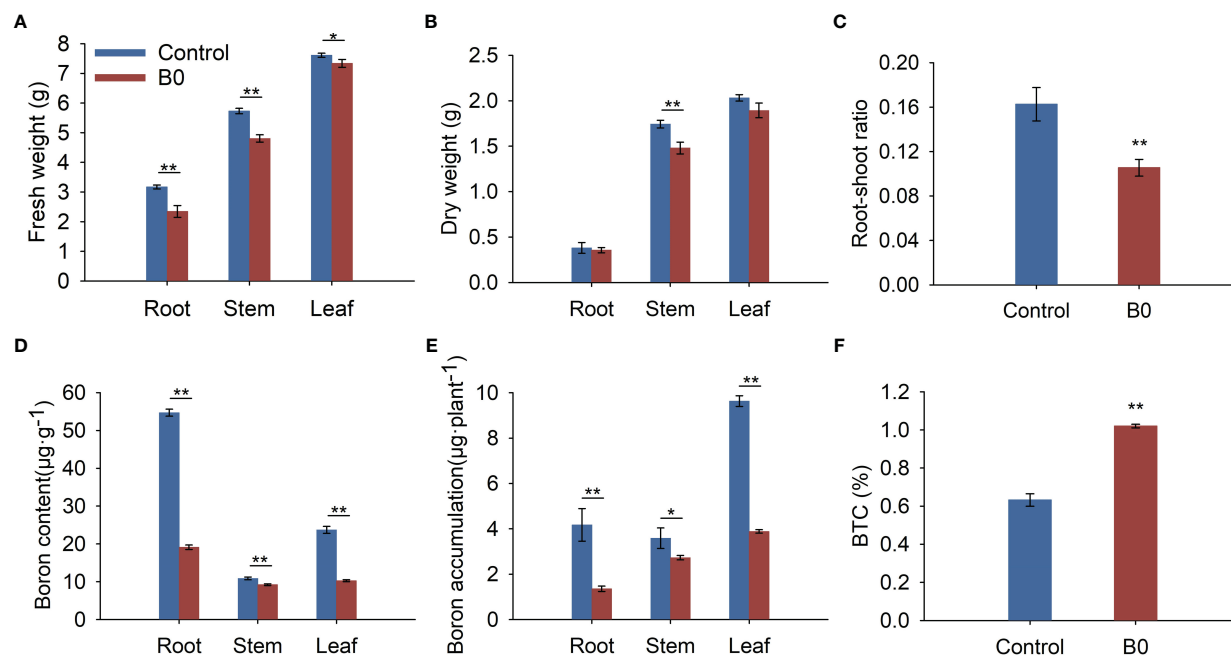 A
Fresh weight (g)
8
7
6
5
4
3
2
1
0
Control
B0
**
**
*
Root Stem Leaf
B
Dry weight (g)
2.5
2.0
1.5
1.0
0.5
0.0
**
Root Stem Leaf
C
Root-shoot ratio
0.20
0.16
0.12
0.08
0.04
0.00
**
Control B0
D
Boron content(µg·g⁻¹)
60
50
40
30
20
10
0
**
**
**
Root Stem Leaf
E
Boron accumulation(µg·plant⁻¹)
10
8
6
4
2
0
**
*
**
Root Stem Leaf
F
BTC (%)
1.2
1.0
0.8
0.6
0.4
0.2
0.0
**
Control B0